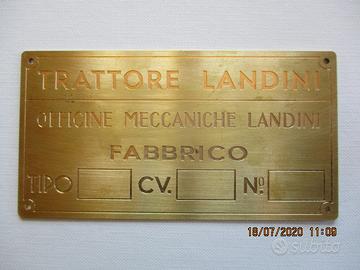 TRATTORE LANDINI
OFFICINE MECCANICHE LANDINI
FABBRICO
TIPO CV. No.
18/07/2020 11:09
subito